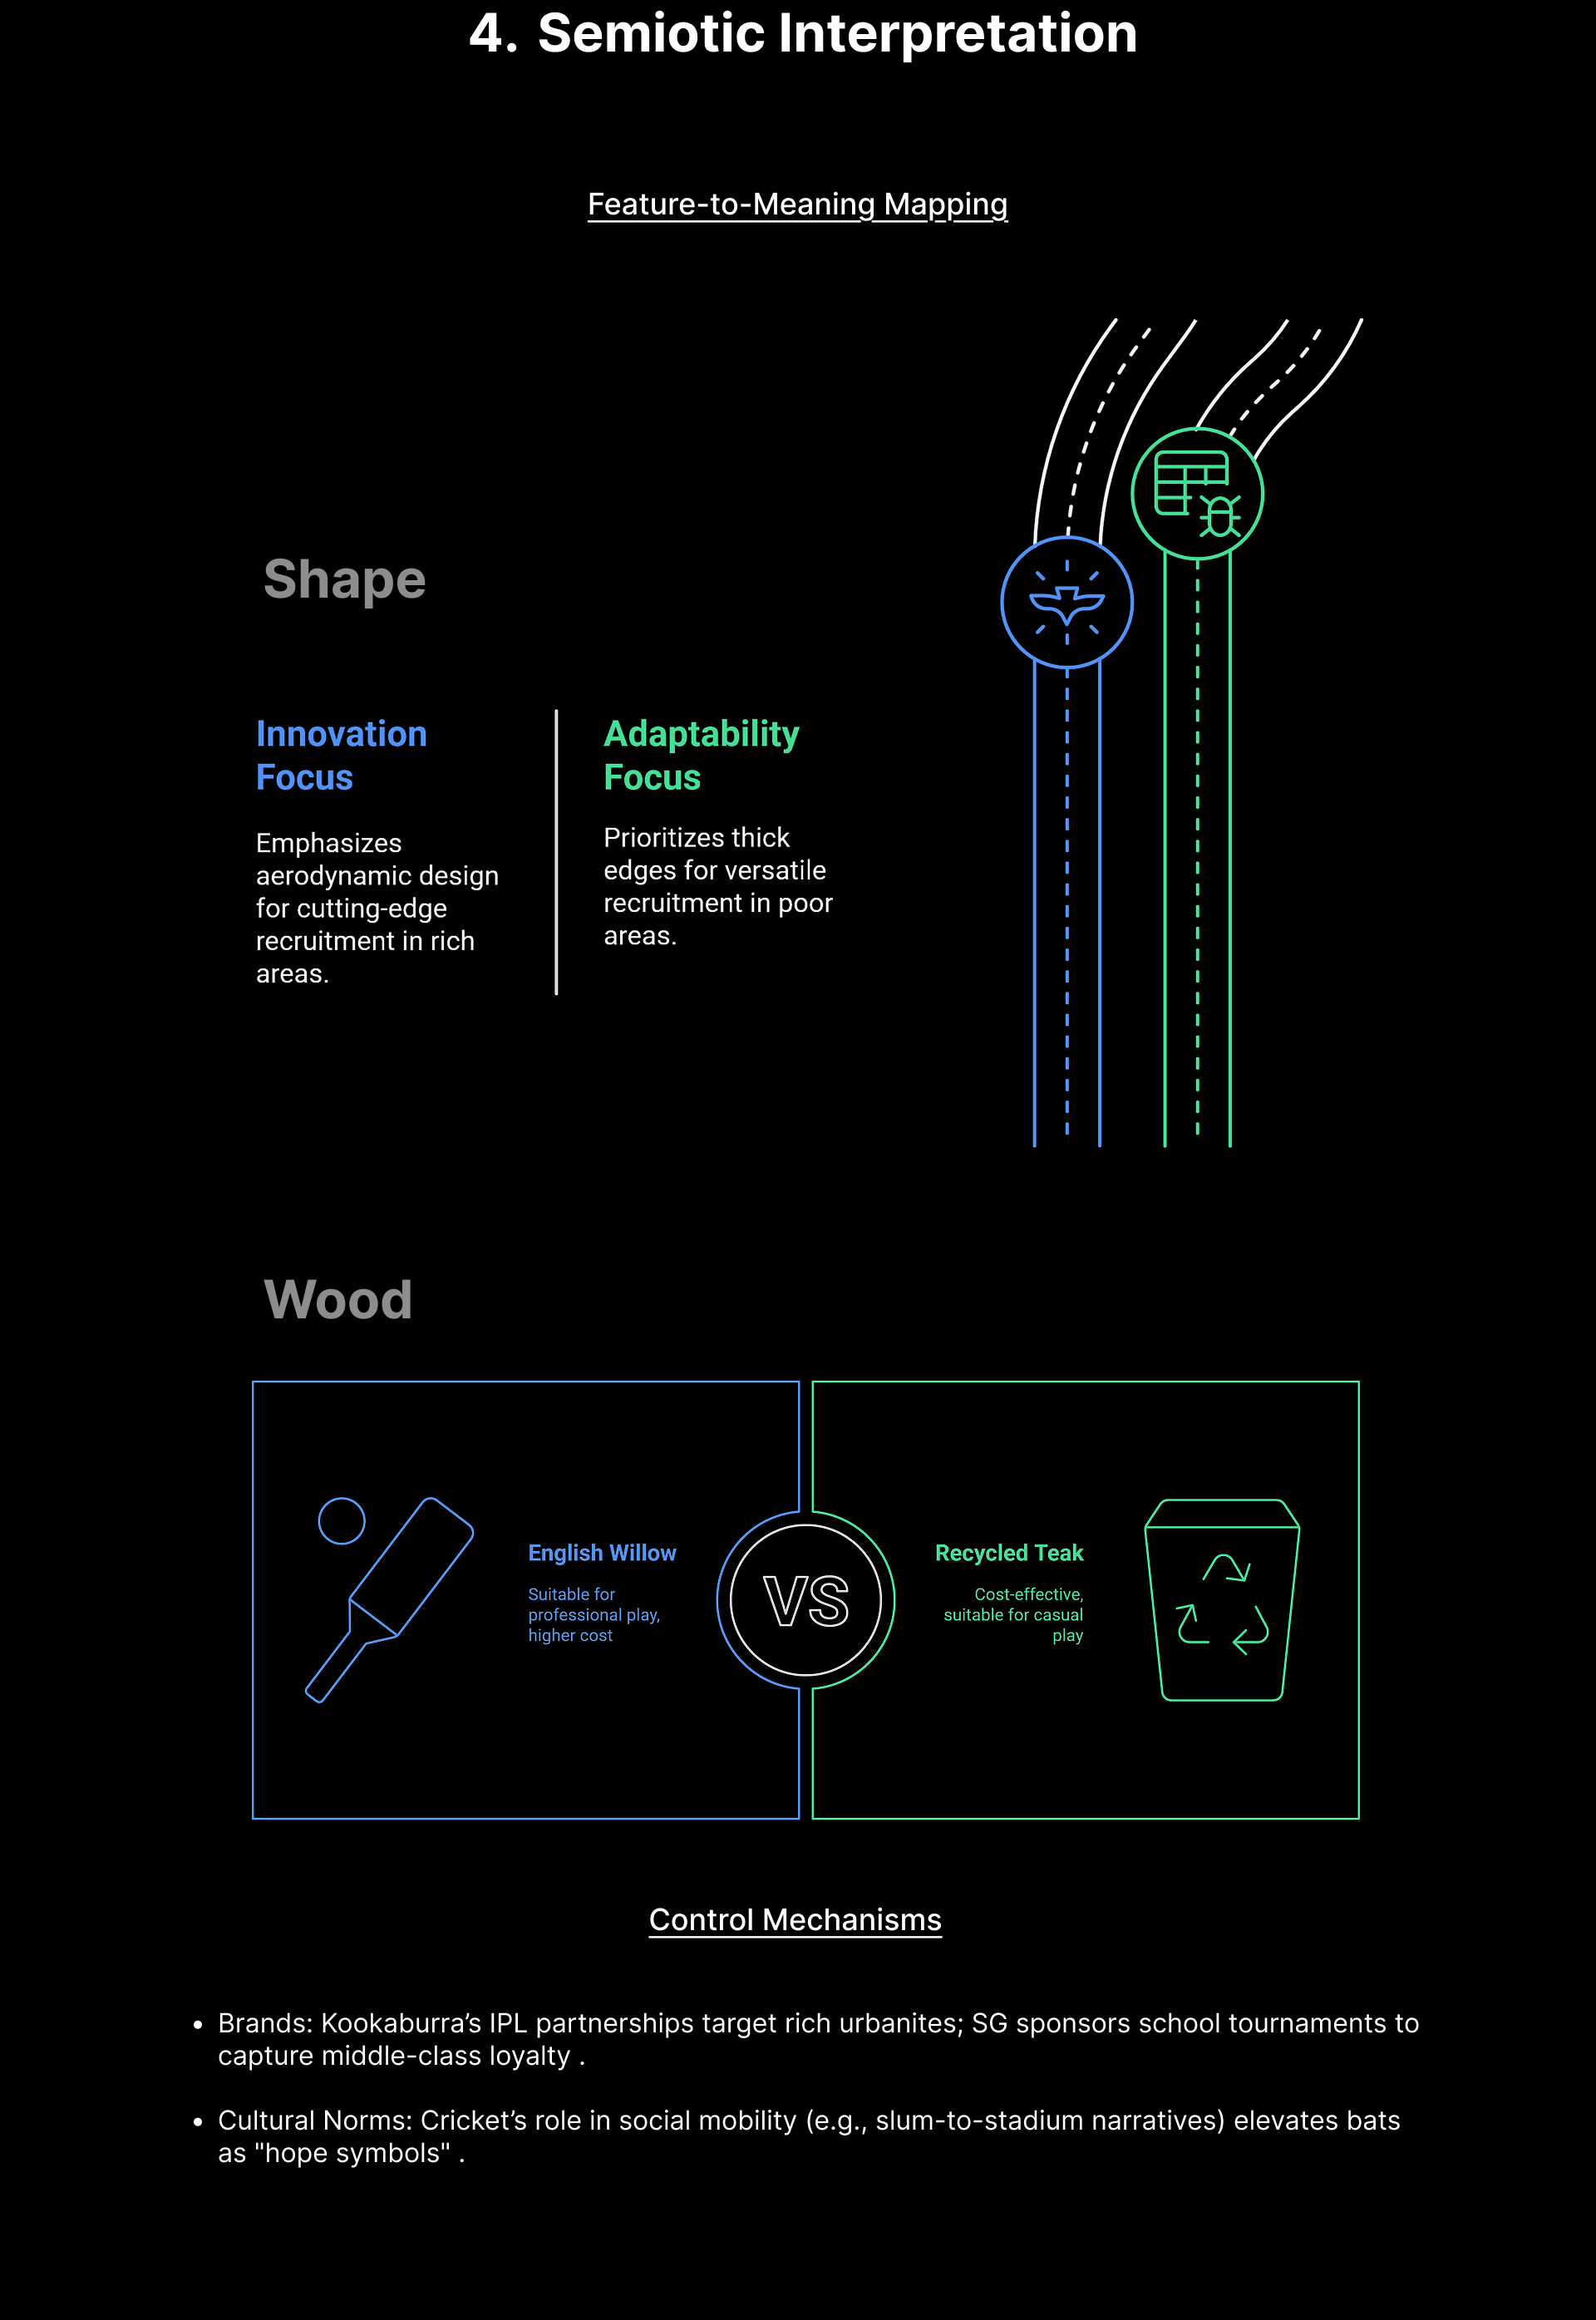 4. Semiotic Interpretation
Feature-to-Meaning Mapping
Shape
Innovation
Focus
Emphasizes
aerodynamic design
for cutting-edge
recruitment in rich
areas.
Adaptability
Focus
Prioritizes thick
edges for versatile
recruitment in poor
areas.
Wood
English Willow
Suitable for
professional play,
higher cost
VS
Recycled Teak
Cost-effective,
suitable for casual
play
Control Mechanisms
• Brands: Kookaburra’s IPL partnerships target rich urbanites; SG sponsors school tournaments to
capture middle-class loyalty .
• Cultural Norms: Cricket’s role in social mobility (e.g., slum-to-stadium narratives) elevates bats
as "hope symbols" .